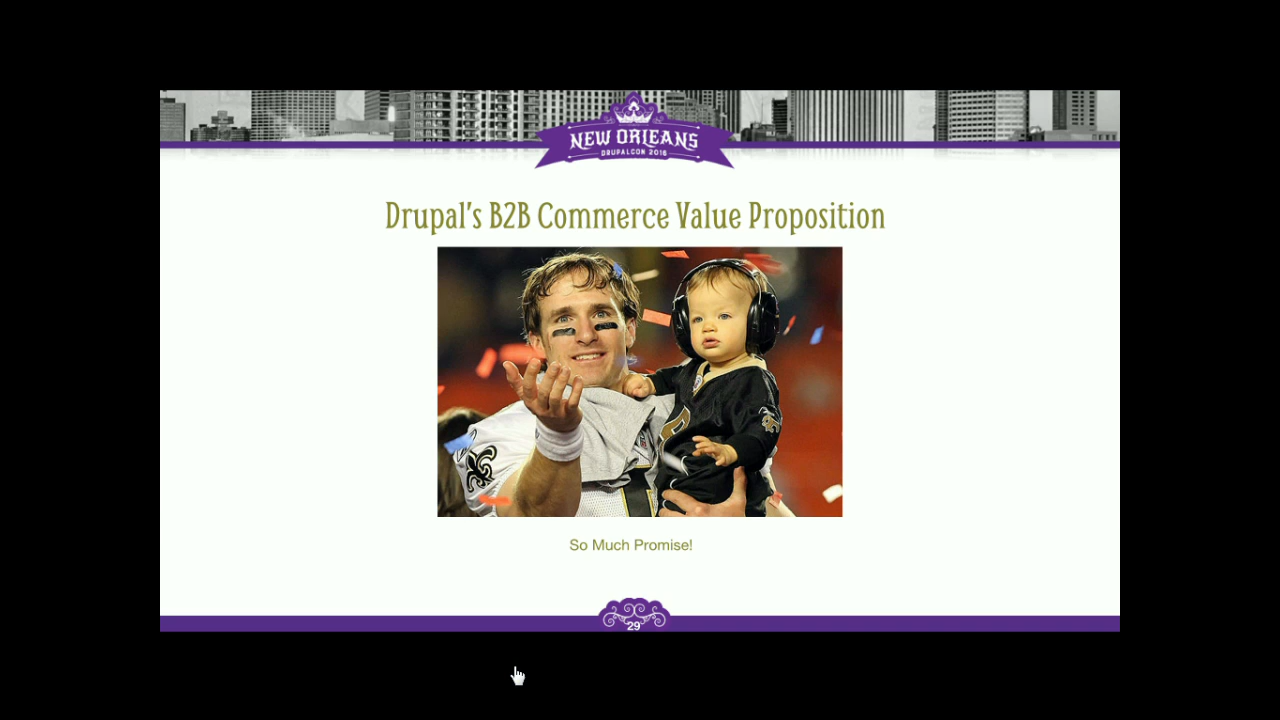 NEW ORLEANS
DRUPALCON 2016
Drupal's B2B Commerce Value Proposition
So Much Promise!
29